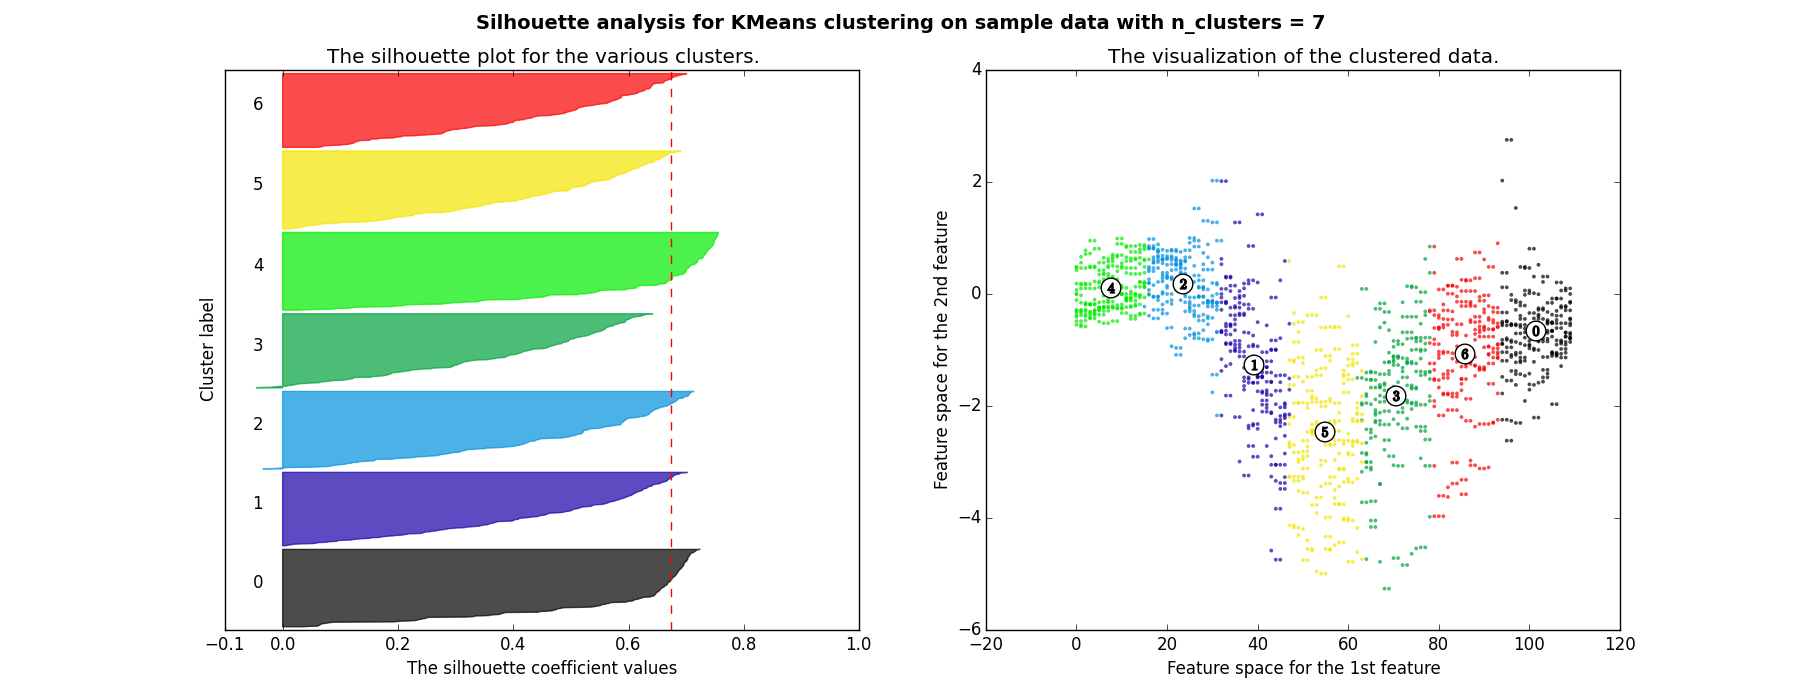 Silhouette analysis for KMeans clustering on sample data with n_clusters = 7
The silhouette plot for the various clusters.
6
5
4
3
2
1
0
Cluster label
−0.1 0.0 0.2 0.4 0.6 0.8 1.0
The silhouette coefficient values
The visualization of the clustered data.
4
2
0
−2
−4
−6
Feature space for the 2nd feature
4 2 1 5 3 6 0
−20 0 20 40 60 80 100 120
Feature space for the 1st feature